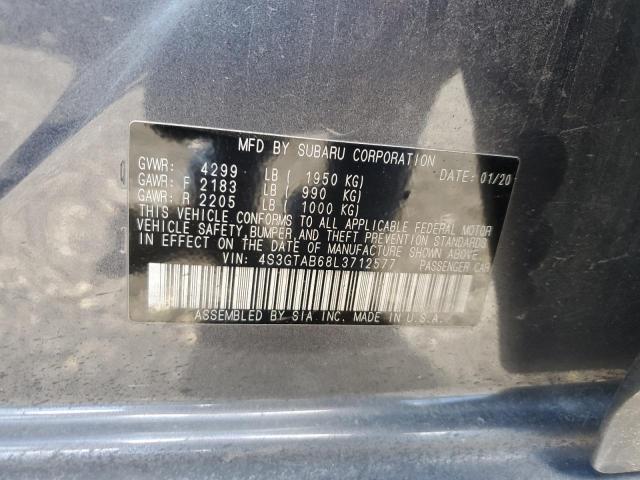 MFD BY SUBARU CORPORATION
GVWR: 4299 LB ( 1950 KG) DATE: 01/20
GAWR: F 2183 LB ( 990 KG)
GAWR: R 2205 LB ( 1000 KG)
THIS VEHICLE CONFORMS TO ALL APPLICABLE FEDERAL MOTOR
VEHICLE SAFETY, BUMPER, AND THEFT PREVENTION STANDARDS
IN EFFECT ON THE DATE OF MANUFACTURE SHOWN ABOVE.
VIN: 4S3GTAB68L3712577 PASSENGER CAR
ASSEMBLED BY SIA INC. MADE IN U.S.A.